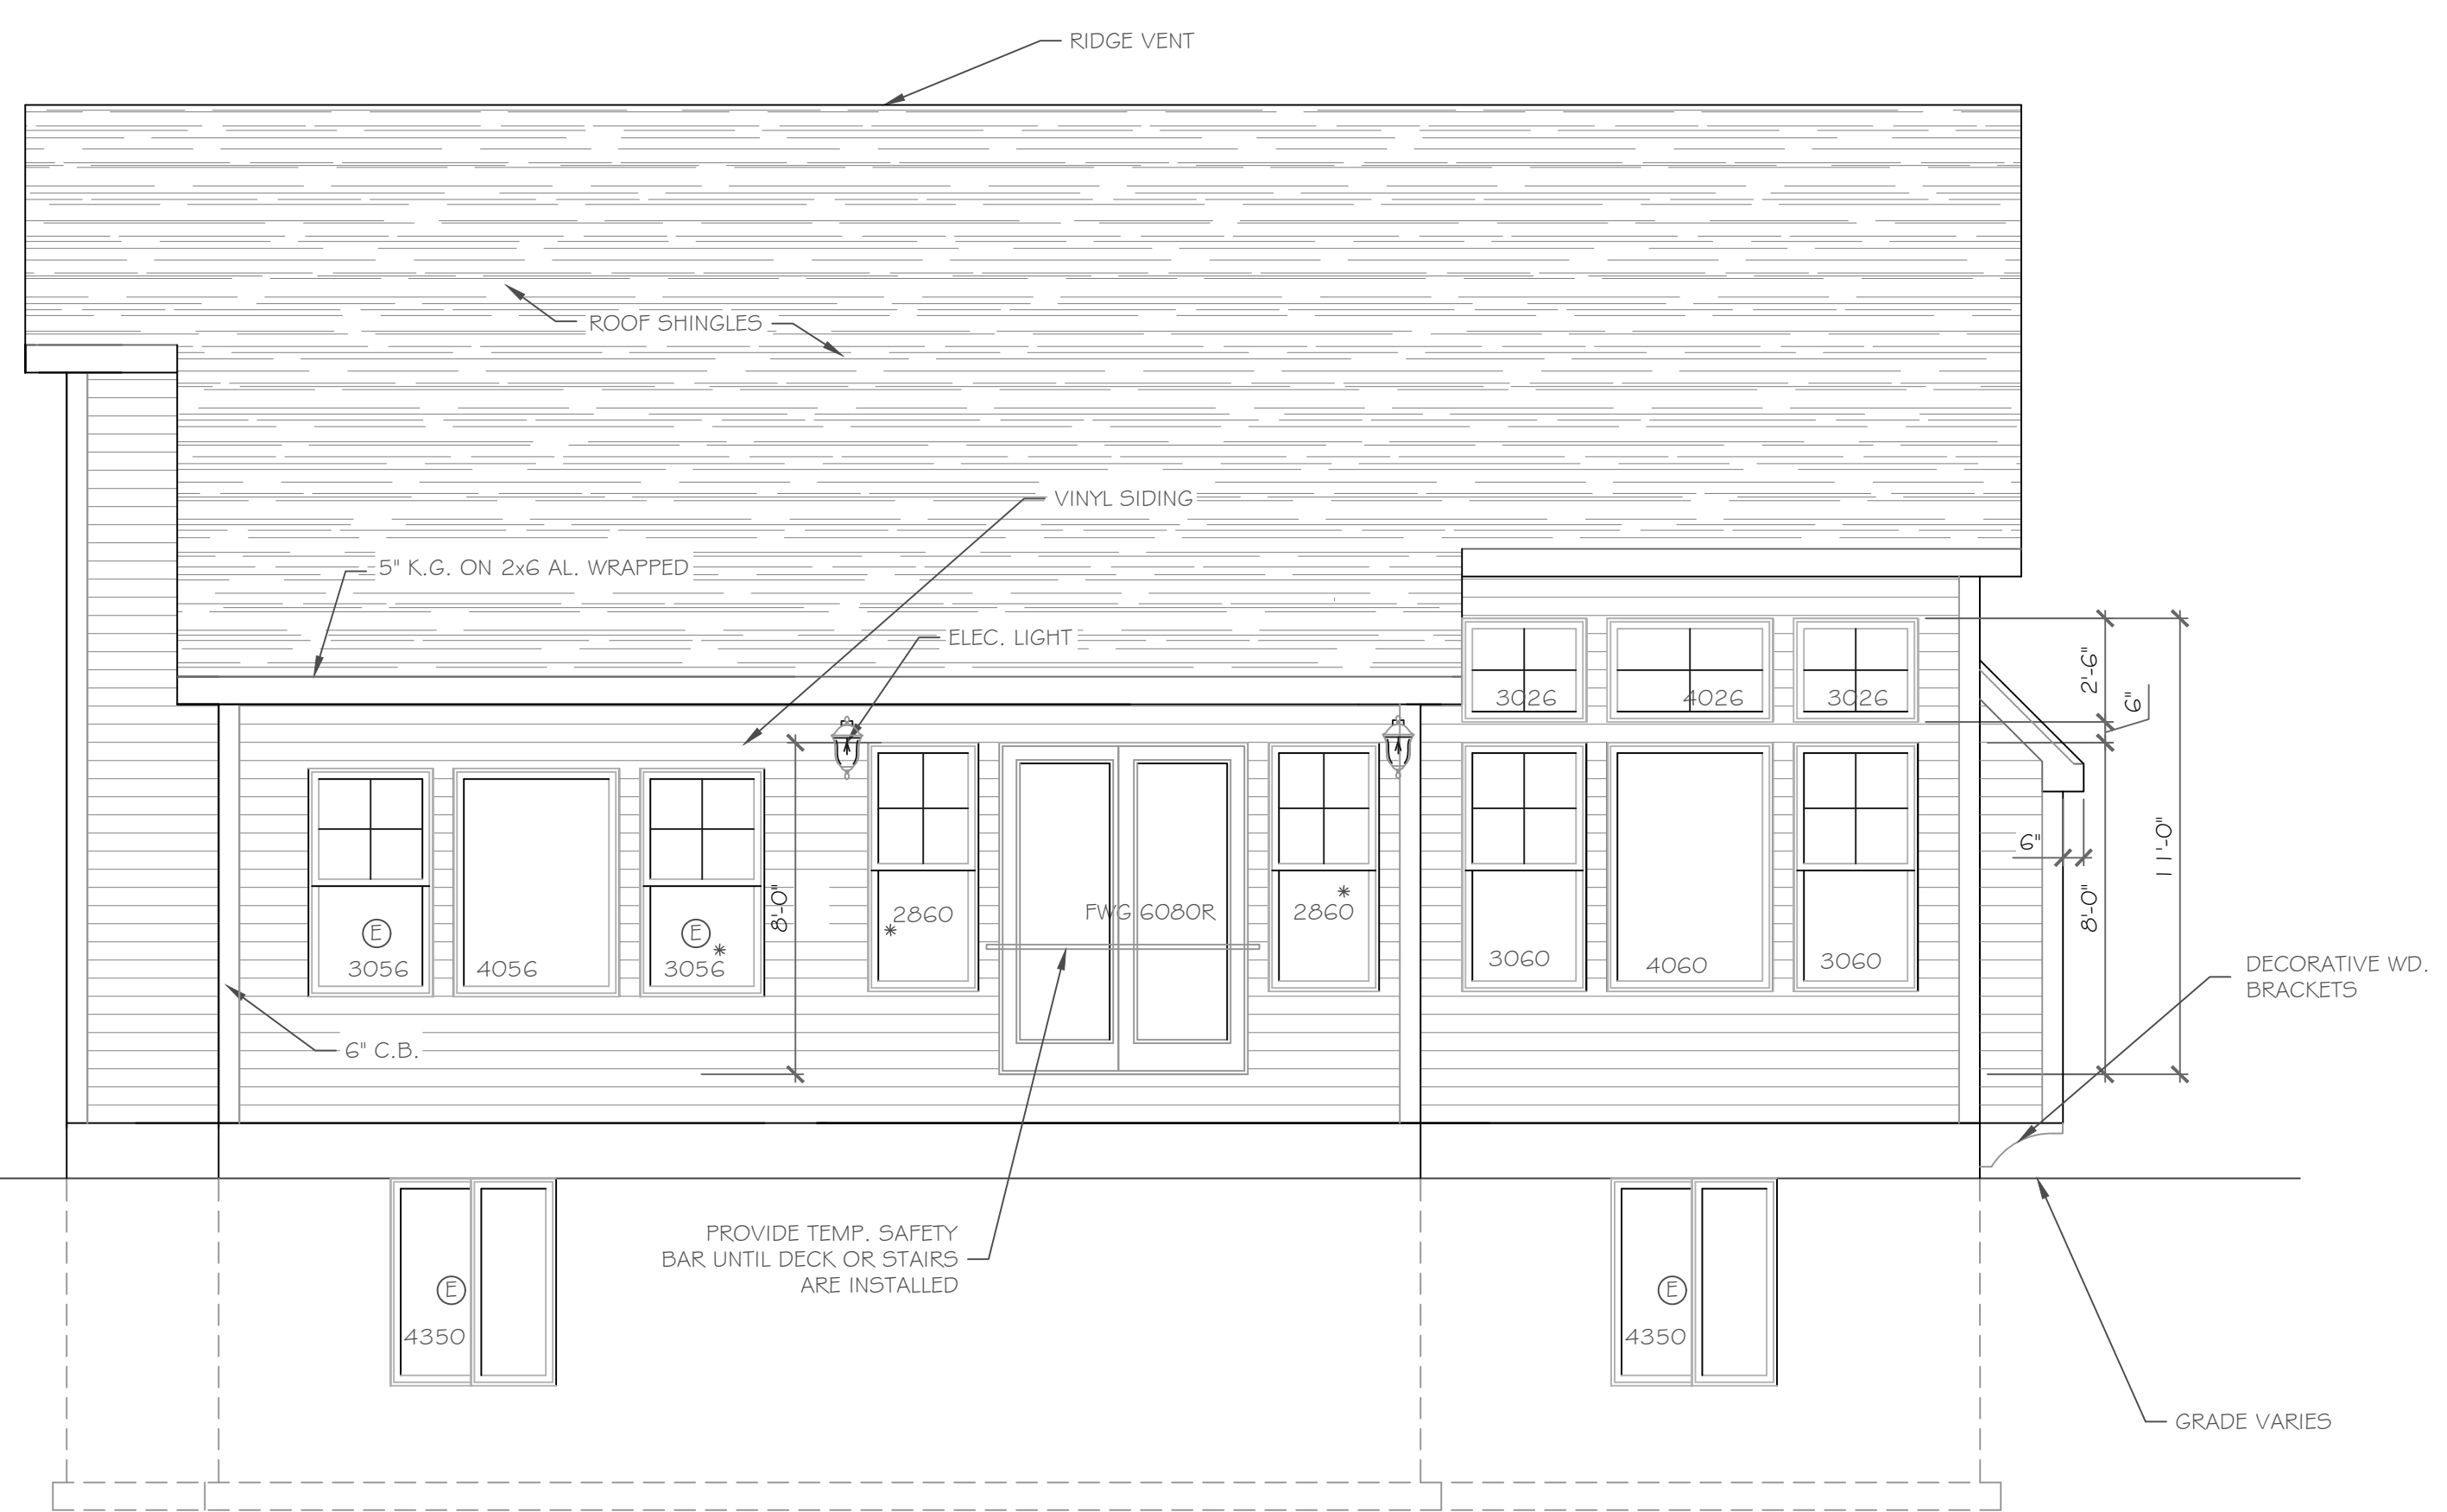 RIDGE VENT
ROOF SHINGLES
VINYL SIDING
5" K.G. ON 2x6 AL. WRAPPED
ELEC. LIGHT
3026
4026
3026
2'-6"
6"
6"
11'-0"
8'-0"
8'-0"
E
3056
4056
E
*
3056
2860
*
FWG 6080R
*
2860
3060
4060
3060
DECORATIVE WD.
BRACKETS
6" C.B.
PROVIDE TEMP. SAFETY
BAR UNTIL DECK OR STAIRS
ARE INSTALLED
E
4350
E
4350
GRADE VARIES